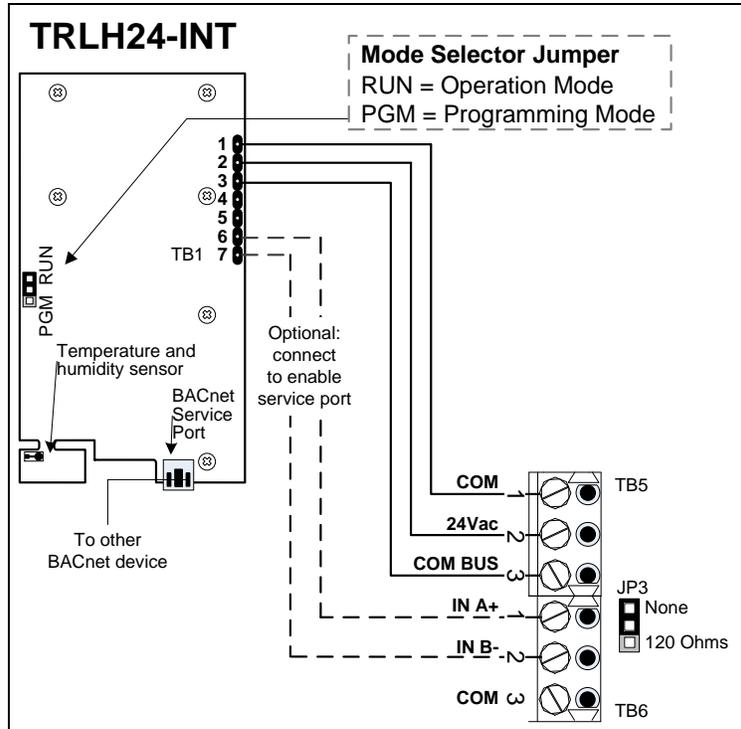 TRLH24-INT
Mode Selector Jumper
RUN = Operation Mode
PGM = Programming Mode
1
2
3
4
5
6
TB1 7
PGM RUN
Temperature and
humidity sensor
BACnet
Service
Port
Optional:
connect
to enable
service port
To other
BACnet device
COM 1
TB5
24Vac 2
COM BUS 3
JP3
None
120 Ohms
IN A+ 1
IN B- 2
COM 3
TB6